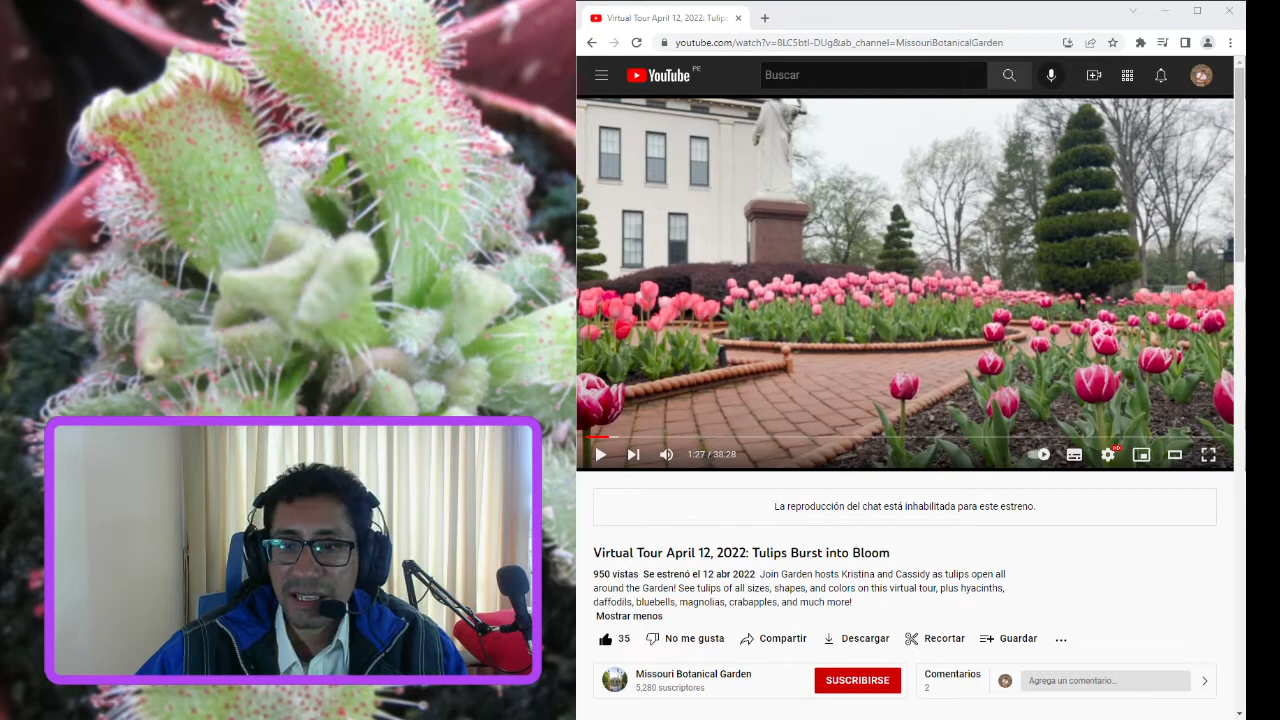 Virtual Tour April 12, 2022: Tulips
youtube.com/watch?v=8LC5btI-DUg&ab_channel=MissouriBotanicalGarden
YouTube PE
Buscar
1:27 / 38:28
HD
La reproducción del chat está inhabilitada para este estreno.
Virtual Tour April 12, 2022: Tulips Burst into Bloom
950 vistas Se estrenó el 12 abr 2022 Join Garden hosts Kristina and Cassidy as tulips open all
around the Garden! See tulips of all sizes, shapes, and colors on this virtual tour, plus hyacinths,
daffodils, bluebells, magnolias, crabapples, and much more!
Mostrar menos
35 No me gusta Compartir Descargar Recortar Guardar
Missouri Botanical Garden
5,280 suscriptores
SUSCRIBIRSE
Comentarios
2
Agrega un comentario...